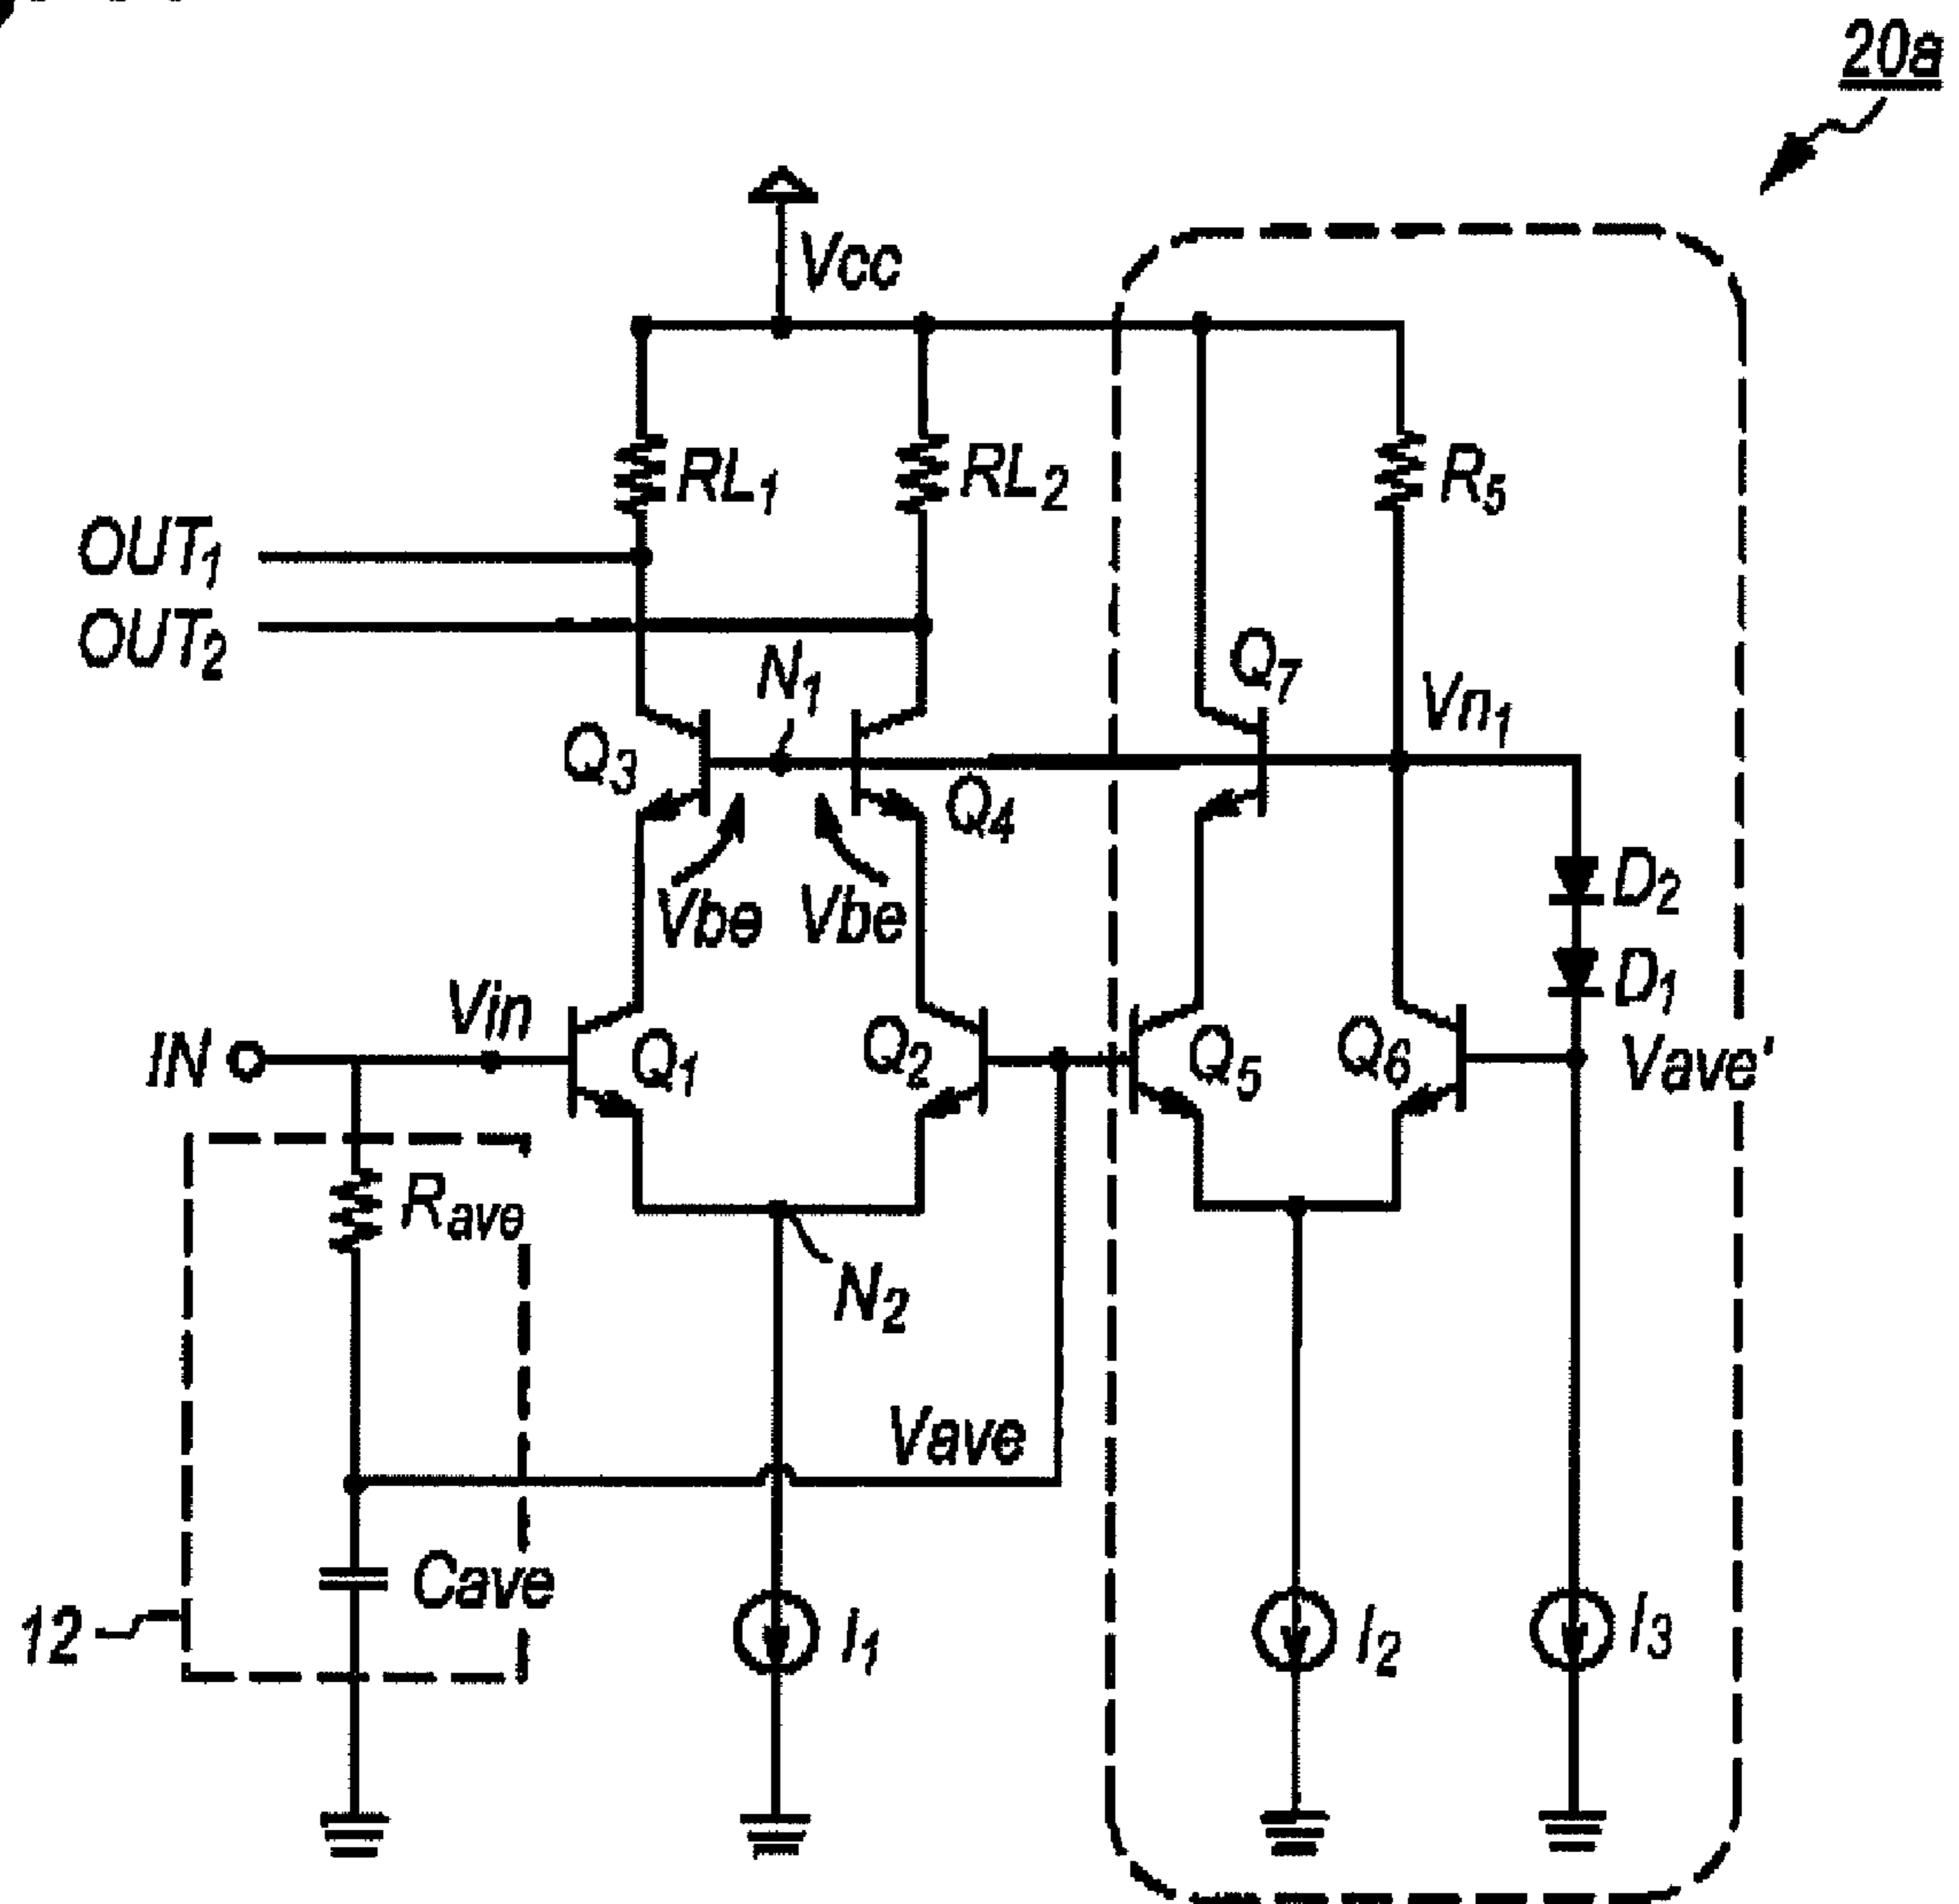 20a
Vcc
RL1 RL2 R5
OUT1
OUT2
N1 Q7
Vn1
Q3 Q4
Vbe Vbe D2
D1
Vin
IN Q1 Q2 Q5 Q6 Vave'
Rave
N2
Vave
Cave
12 I1 I2 I3